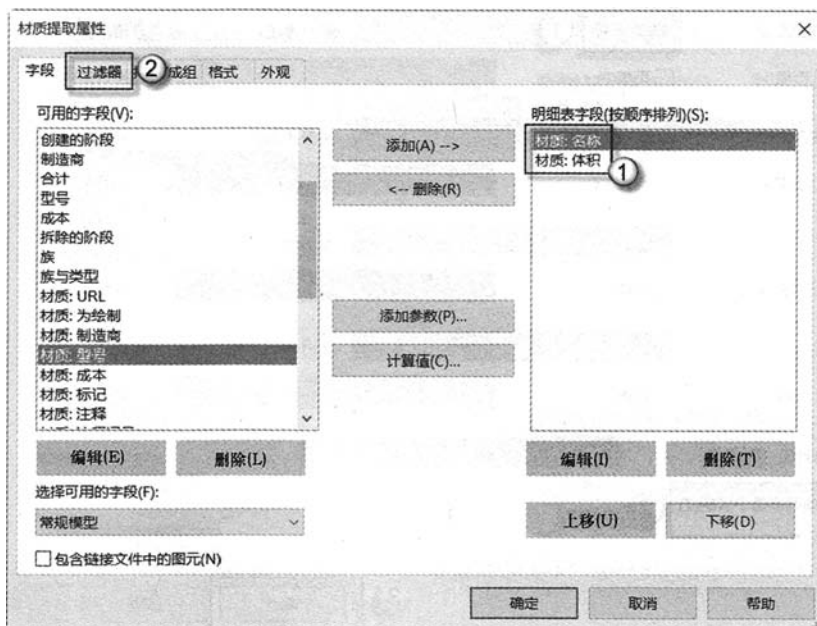 材质提取属性
字段 过滤器 ② 成组 格式 外观
可用的字段(V):
创建的阶段
制造商
合计
型号
成本
拆除的阶段
族
族与类型
材质: URL
材质: 为绘制
材质: 制造商
材质: 型号
材质: 成本
材质: 标记
材质: 注释
添加(A) -->
<-- 删除(R)
添加参数(P)...
计算值(C)...
明细表字段(按顺序排列)(S):
材质: 名称
材质: 体积
①
编辑(E) 删除(L)
编辑(I) 删除(T)
选择可用的字段(F):
常规模型
上移(U) 下移(D)
包含链接文件中的图元(N)
确定 取消 帮助